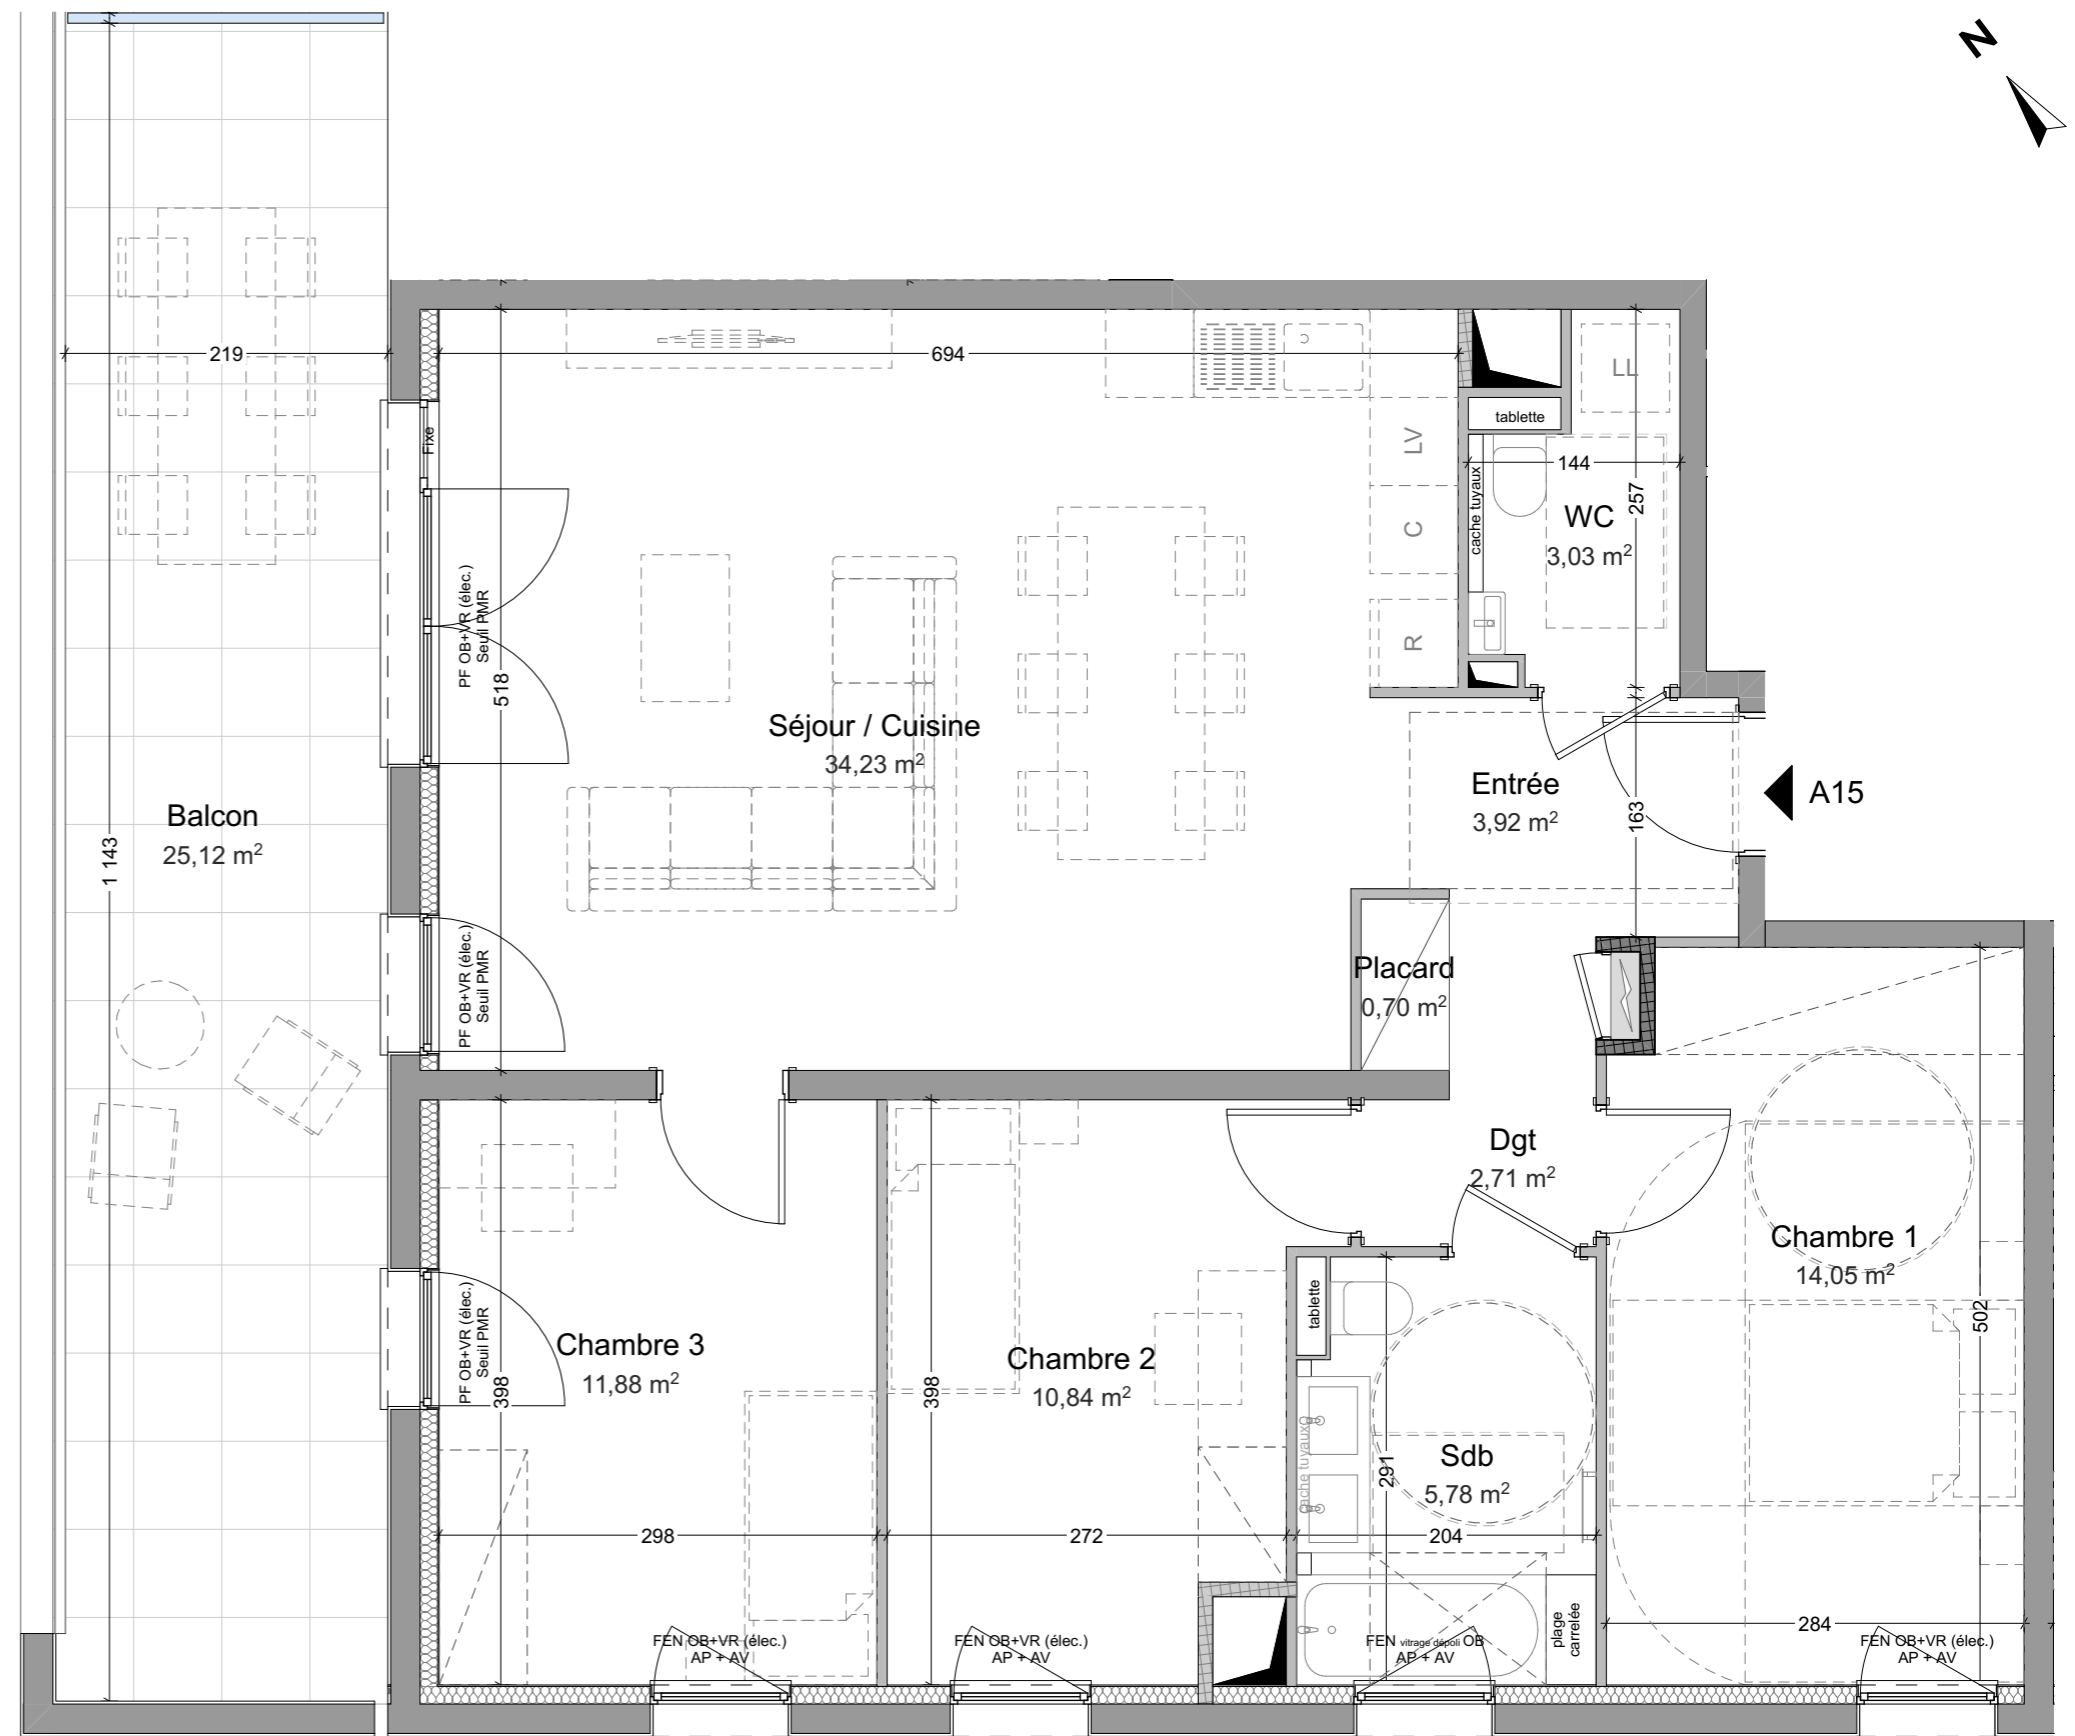 N
219
694
LL
Fixe
tablette
LV
144
cache tuyaux
257
C
WC
3,03 m²
PF OB+VR (élec.)
Seuil PMR
R
518
Séjour / Cuisine
34,23 m²
Entrée
3,92 m²
A15
163
Balcon
25,12 m²
1 143
PF OB+VR (élec.)
Seuil PMR
Placard
0,70 m²
Dgt
2,71 m²
Chambre 1
14,05 m²
502
tablette
PF OB+VR (élec.)
Seuil PMR
Chambre 3
11,88 m²
398
Chambre 2
10,84 m²
398
cache tuyaux
291
Sdb
5,78 m²
298
272
204
284
plage
carrelée
FEN OB+VR (élec.)
AP + AV
FEN OB+VR (élec.)
AP + AV
FEN vitrage dépoli OB
AP + AV
FEN OB+VR (élec.)
AP + AV